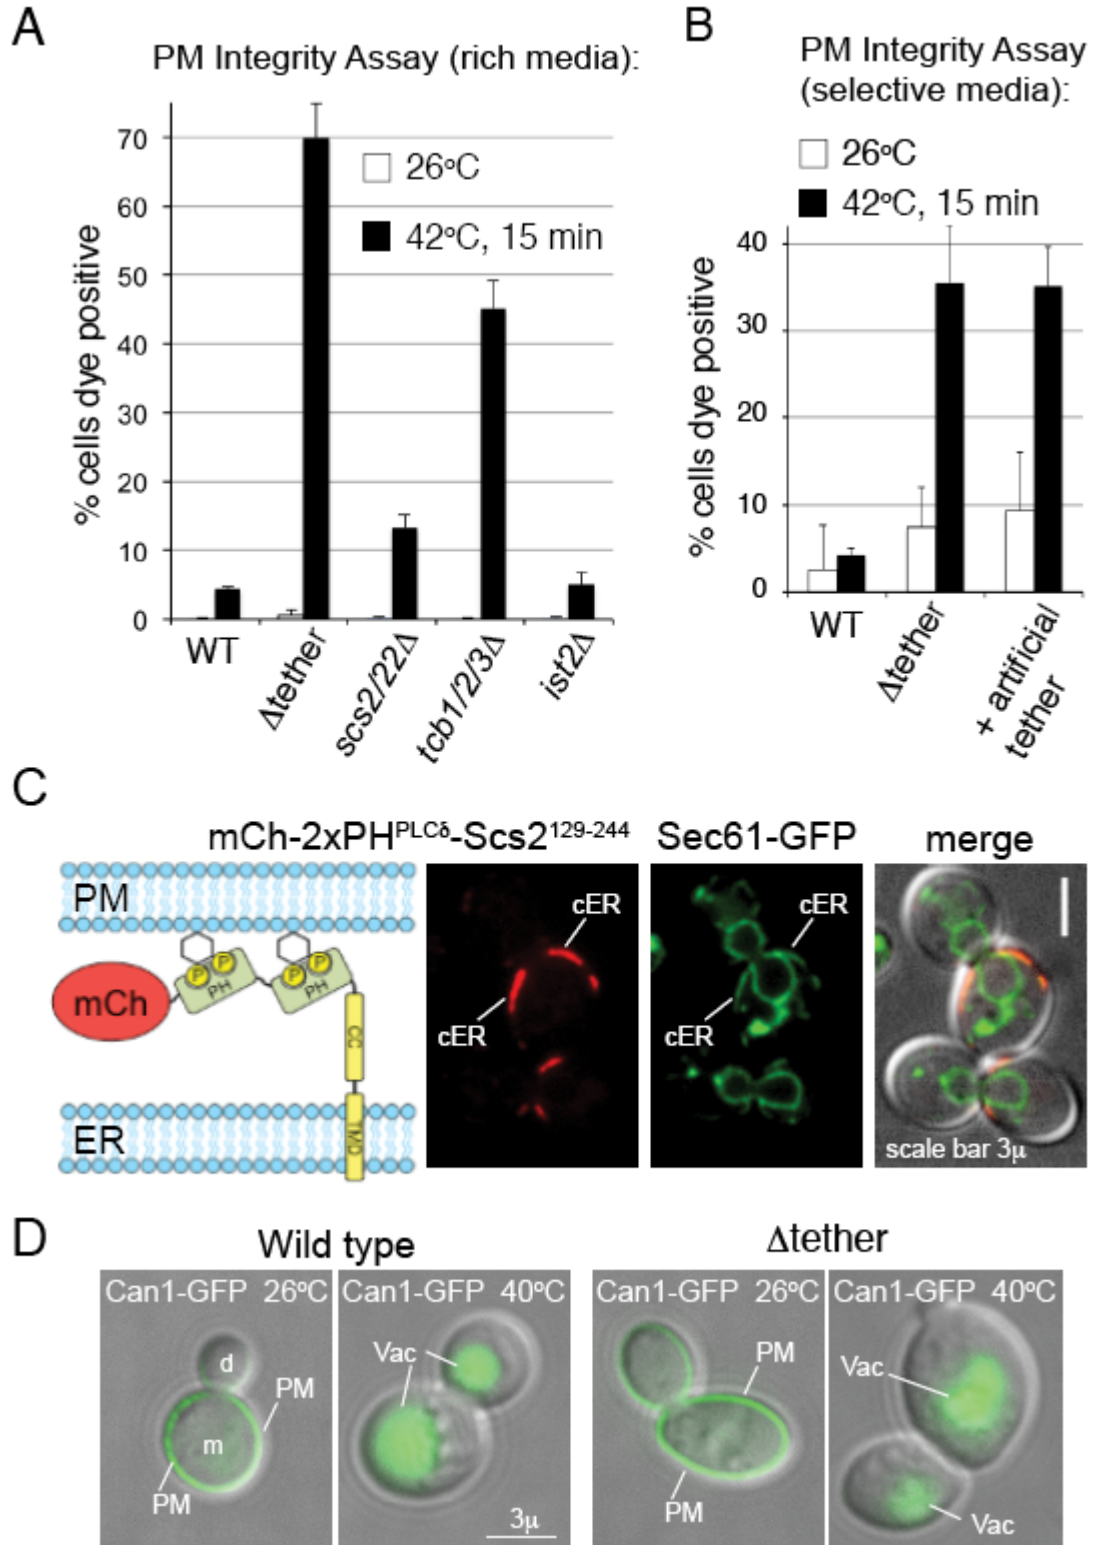 A
PM Integrity Assay (rich media):
% cells dye positive
70
60
50
40
30
20
10
0
26°C
42°C, 15 min
WT
Δtether
scs2/22Δ
tcb1/2/3Δ
ist2Δ
B
PM Integrity Assay
(selective media):
26°C
42°C, 15 min
% cells dye positive
40
30
20
10
0
WT
Δtether
+ artificial
tether
C
mCh-2xPH^PLCδ-Scs2^129-244
Sec61-GFP
merge
PM
mCh
P
P
PH
P
P
PH
CC
TMD
ER
cER
cER
cER
cER
scale bar 3μ
D
Wild type
Δtether
Can1-GFP 26°C
Can1-GFP 40°C
Can1-GFP 26°C
Can1-GFP 40°C
d
PM
m
PM
Vac
3μ
PM
PM
Vac
Vac